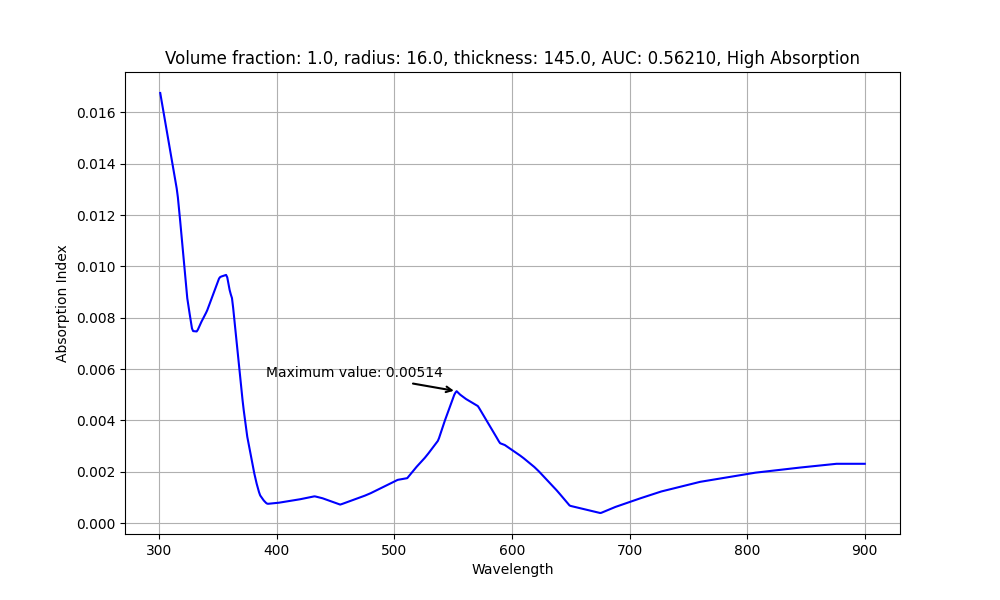 Volume fraction: 1.0, radius: 16.0, thickness: 145.0, AUC: 0.56210, High Absorption
0.016
0.014
0.012
0.010
0.008
0.006
0.004
0.002
0.000
Absorption Index
Maximum value: 0.00514
300 400 500 600 700 800 900
Wavelength